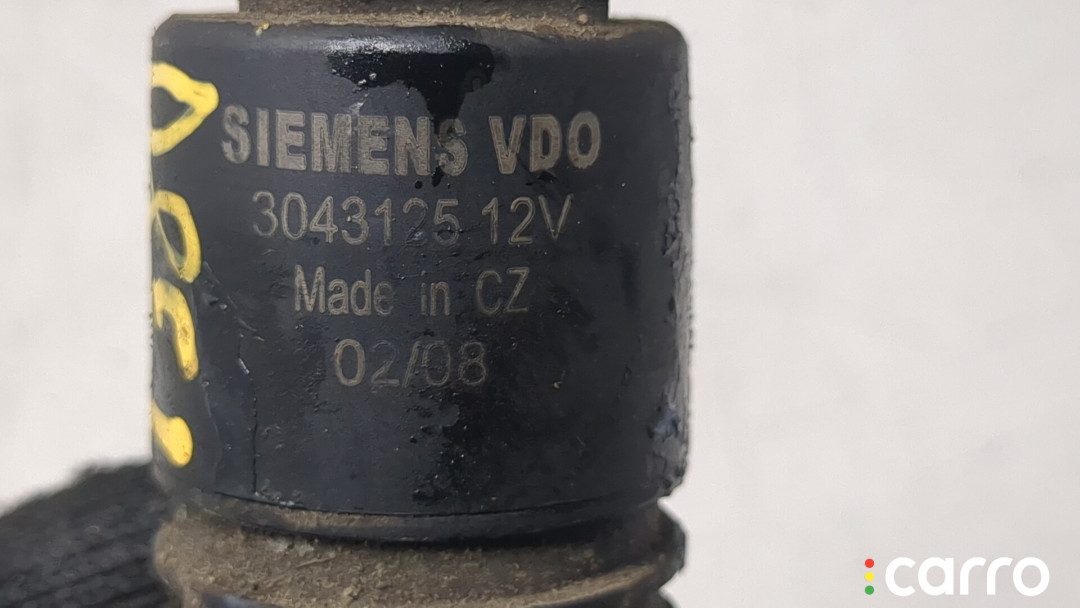 SIEMENS VDO
3043125 12V
Made in CZ
02/08
carro